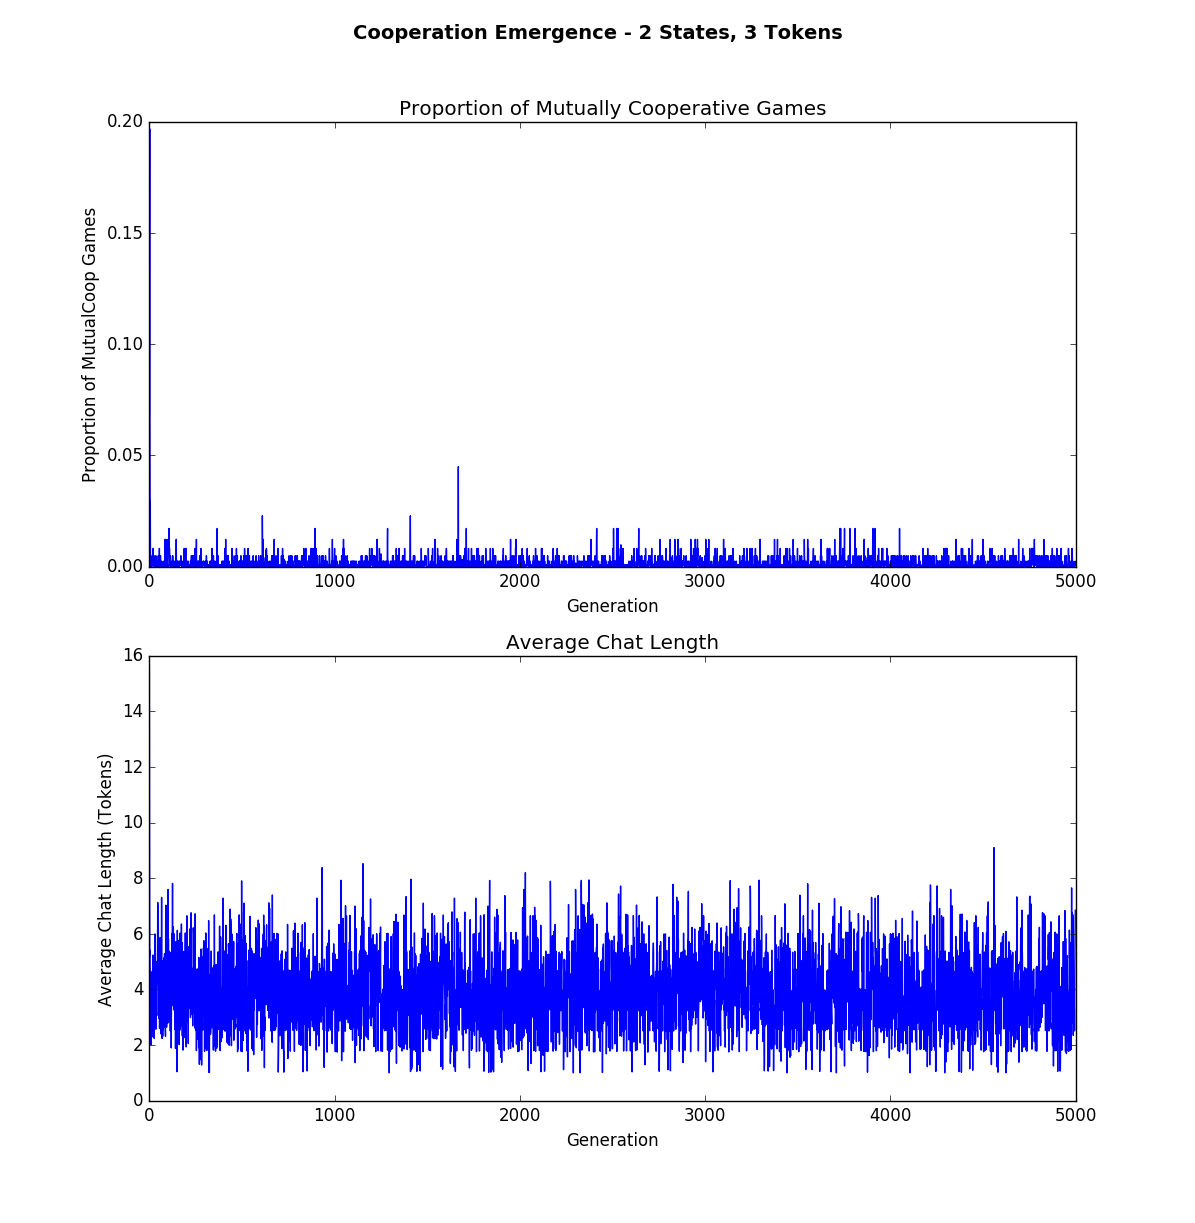 Cooperation Emergence - 2 States, 3 Tokens
Proportion of Mutually Cooperative Games
Proportion of MutualCoop Games
0.20
0.15
0.10
0.05
0.00
0 1000 2000 3000 4000 5000
Generation
Average Chat Length
Average Chat Length (Tokens)
16
14
12
10
8
6
4
2
0
0 1000 2000 3000 4000 5000
Generation